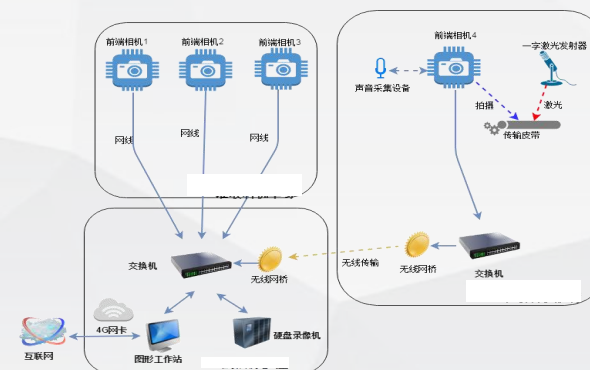 前端相机1
前端相机2
前端相机3
前端相机4
一字激光发射器
声音采集设备
拍摄
激光
传输皮带
网线
网线
网线
交换机
无线网桥
无线传输
无线网桥
交换机
4G网卡
互联网
图形工作站
硬盘录像机